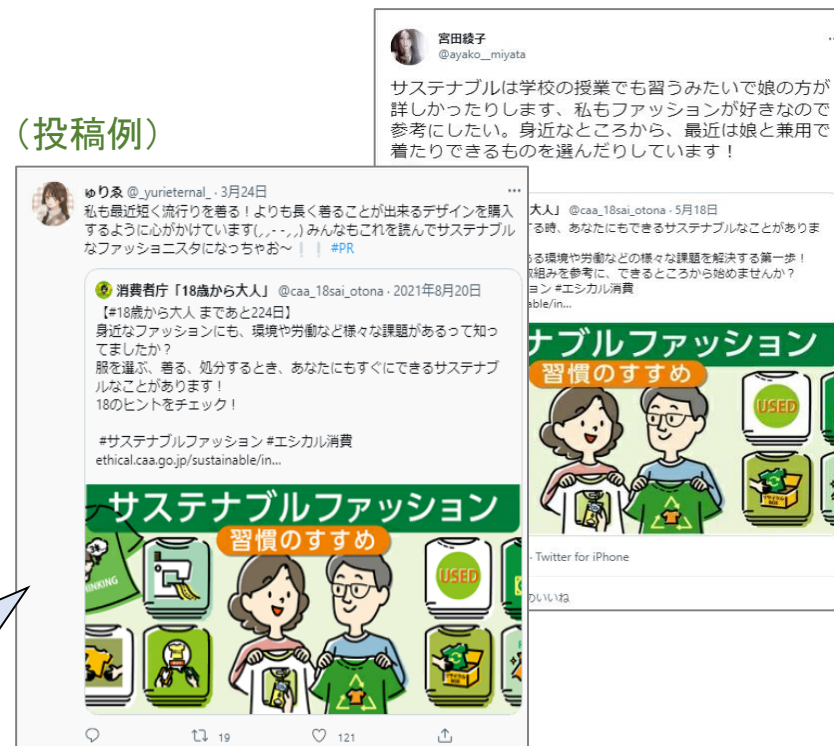 （投稿例）
宮田綾子
@ayako__miyata
サステナブルは学校の授業でも習うみたいで娘の方が
詳しかったりします、私もファッションが好きなので
参考にしたい。身近なところから、最近は娘と兼用で
着たりできるものを選んだりしています！
大人」 @caa_18sai_otona · 5月18日
る時、あなたにもできるサステナブルなことがありま
る環境や労働などの様々な課題を解決する第一歩！
組みを参考に、できるところから始めませんか？
ョン #エシカル消費
able/in...
ナブルファッション
習慣のすすめ
USED
リサイクル
BOX
· Twitter for iPhone
のいいね
ゅりゑ @_yurieternal_ · 3月24日
私も最近短く流行りを着る！よりも長く着ることが出来るデザインを購入
するように心がけています(⸝⸝- -⸝⸝) みんなもこれを読んでサステナブル
なファッショニスタになっちゃお〜 #PR
消費者庁「18歳から大人」 @caa_18sai_otona · 2021年8月20日
【#18歳から大人 まであと224日】
身近なファッションにも、環境や労働など様々な課題があるって知っ
てましたか？
服を選ぶ、着る、処分するとき、あなたにもすぐにできるサステナブ
ルなことがあります！
18のヒントをチェック！
#サステナブルファッション #エシカル消費
ethical.caa.go.jp/sustainable/in...
サステナブルファッション
習慣のすすめ
THINKING
USED
リサイクル
BOX
19
121